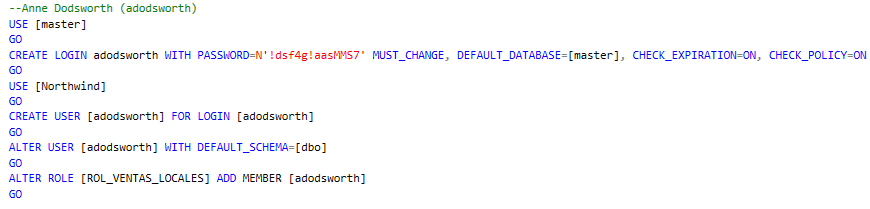 --Anne Dodsworth (adodsworth)
USE [master]
GO
CREATE LOGIN adodsworth WITH PASSWORD=N'!dsf4g!aasMMS7' MUST_CHANGE, DEFAULT_DATABASE=[master], CHECK_EXPIRATION=ON, CHECK_POLICY=ON
GO
USE [Northwind]
GO
CREATE USER [adodsworth] FOR LOGIN [adodsworth]
GO
ALTER USER [adodsworth] WITH DEFAULT_SCHEMA=[dbo]
GO
ALTER ROLE [ROL_VENTAS_LOCALES] ADD MEMBER [adodsworth]
GO